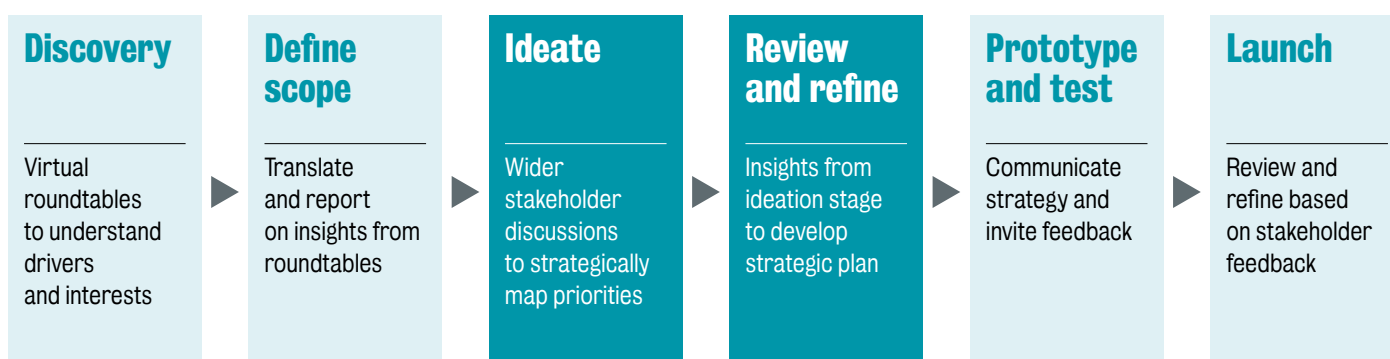 Discovery
Virtual
roundtables
to understand
drivers
and interests
Define
scope
Translate
and report
on insights from
roundtables
Ideate
Wider
stakeholder
discussions
to strategically
map priorities
Review
and refine
Insights from
ideation stage
to develop
strategic plan
Prototype
and test
Communicate
strategy and
invite feedback
Launch
Review and
refine based
on stakeholder
feedback